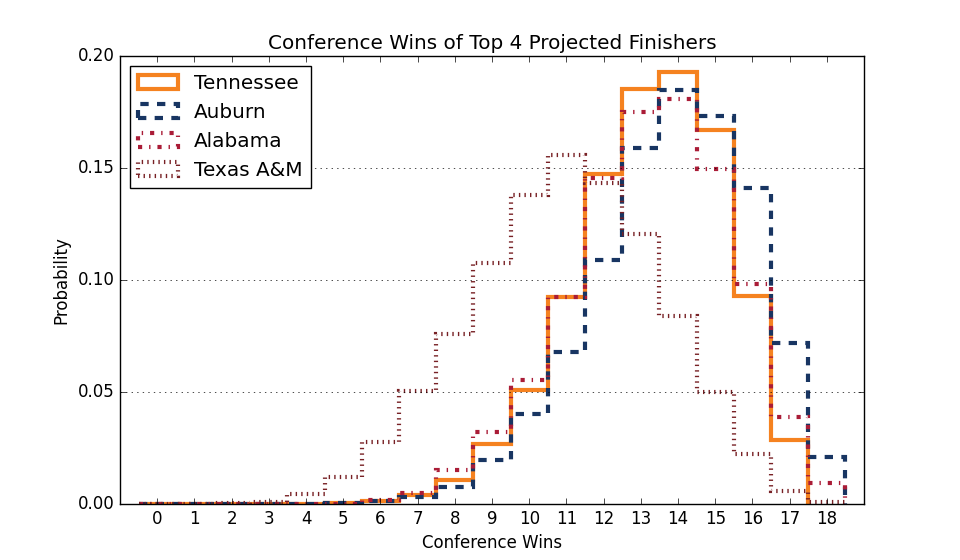 Conference Wins of Top 4 Projected Finishers
0.20
0.15
0.10
0.05
0.00
Probability
Tennessee
Auburn
Alabama
Texas A&M
0 1 2 3 4 5 6 7 8 9 10 11 12 13 14 15 16 17 18
Conference Wins